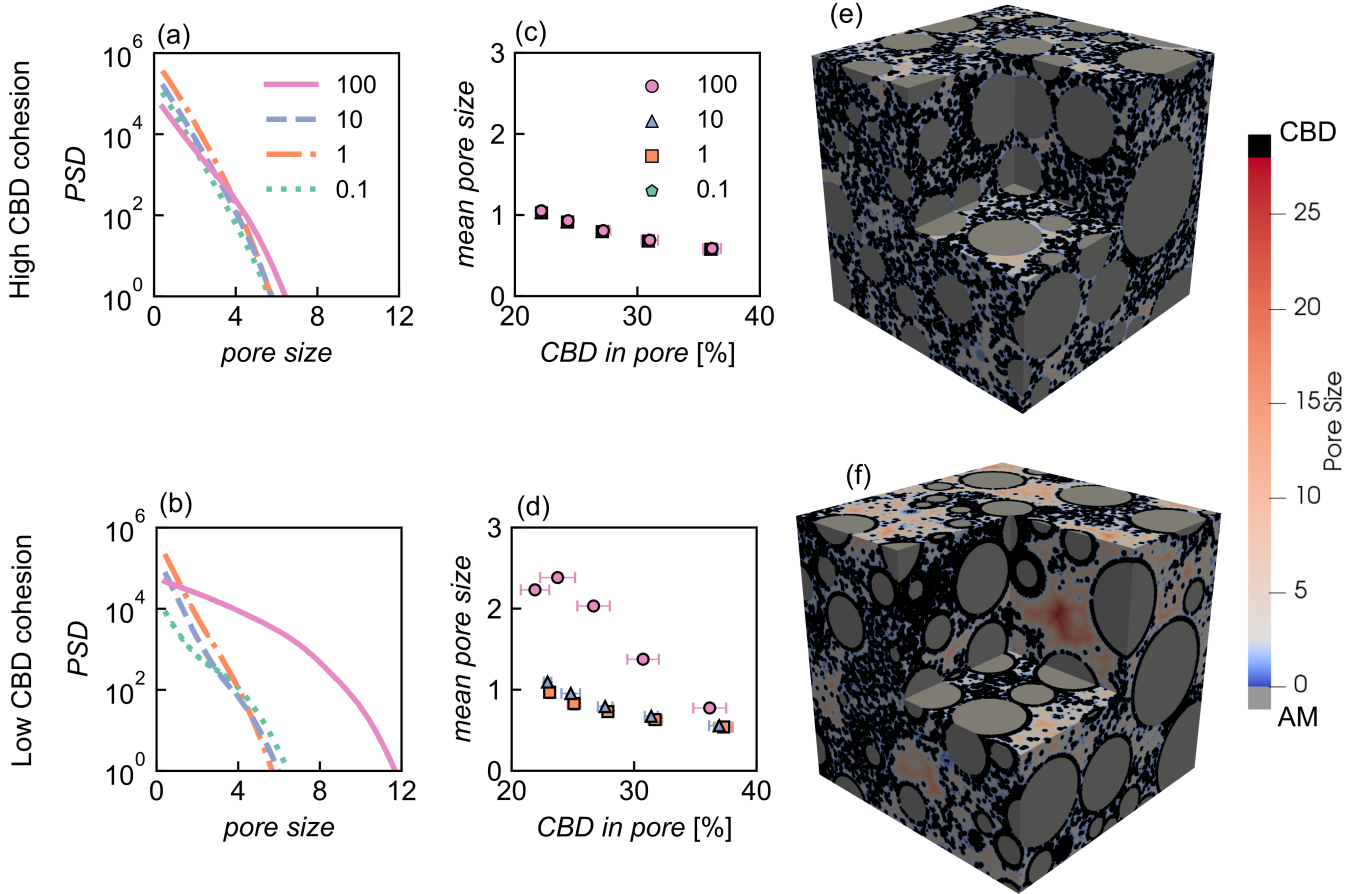 High CBD cohesion
(a)
10^6
10^4
10^2
10^0
PSD
100
10
1
0.1
0 4 8 12
pore size
(c)
3
2
1
0
mean pore size
100
10
1
0.1
20 30 40
CBD in pore [%]
(e)
Low CBD cohesion
(b)
10^6
10^4
10^2
10^0
PSD
0 4 8 12
pore size
(d)
3
2
1
0
mean pore size
20 30 40
CBD in pore [%]
(f)
CBD
25
20
15
10
5
0
AM
Pore Size